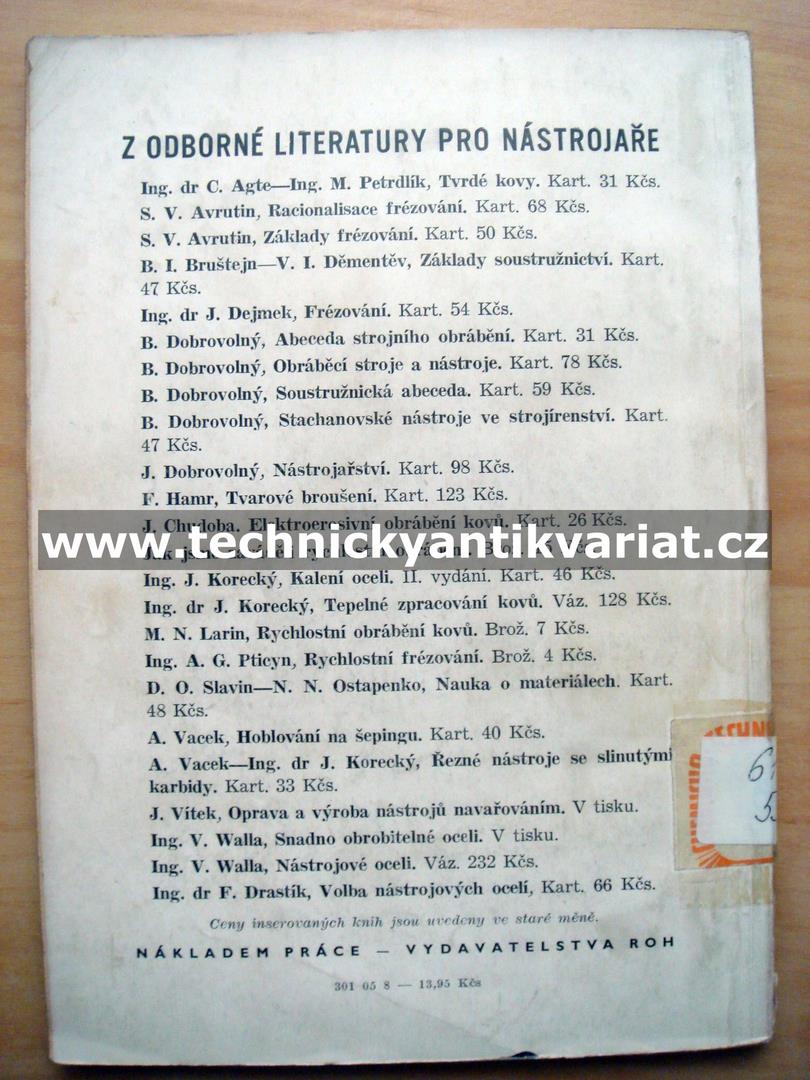 Z ODBORNÉ LITERATURY PRO NÁSTROJAŘE
Ing. dr C. Agte—Ing. M. Petrdlík, Tvrdé kovy. Kart. 31 Kčs.
S. V. Avrutin, Racionalisace frézování. Kart. 68 Kčs.
S. V. Avrutin, Základy frézování. Kart. 50 Kčs.
B. I. Bruštejn—V. I. Děmentěv, Základy soustružnictví. Kart.
47 Kčs.
Ing. dr J. Dejmek, Frézování. Kart. 54 Kčs.
B. Dobrovolný, Abeceda strojního obrábění. Kart. 31 Kčs.
B. Dobrovolný, Obráběcí stroje a nástroje. Kart. 78 Kčs.
B. Dobrovolný, Soustružnická abeceda. Kart. 59 Kčs.
B. Dobrovolný, Stachanovské nástroje ve strojírenství. Kart.
47 Kčs.
J. Dobrovolný, Nástrojařství. Kart. 98 Kčs.
F. Hamr, Tvarové broušení. Kart. 123 Kčs.
J. Chudoba. Elektroerosivní obrábění kovů. Kart. 26 Kčs.
www.technickyantikvariat.cz
Ing. J. Korecký, Kalení oceli. II. vydání. Kart. 46 Kčs.
Ing. dr J. Korecký, Tepelné zpracování kovů. Váz. 128 Kčs.
M. N. Larin, Rychlostní obrábění kovů. Brož. 7 Kčs.
Ing. A. G. Pticyn, Rychlostní frézování. Brož. 4 Kčs.
D. O. Slavin—N. N. Ostapenko, Nauka o materiálech. Kart.
48 Kčs.
A. Vacek, Hoblování na šepingu. Kart. 40 Kčs.
A. Vacek—Ing. dr J. Korecký, Řezné nástroje se slinutými
karbidy. Kart. 33 Kčs.
J. Vítek, Oprava a výroba nástrojů navařováním. V tisku.
Ing. V. Walla, Snadno obrobitelné oceli. V tisku.
Ing. V. Walla, Nástrojové oceli. Váz. 232 Kčs.
Ing. dr F. Drastík, Volba nástrojových ocelí, Kart. 66 Kčs.
Ceny inserovaných knih jsou uvedeny ve staré měně.
NÁKLADEM PRÁCE — VYDAVATELSTVA ROH
301 05 8 — 13,95 Kčs